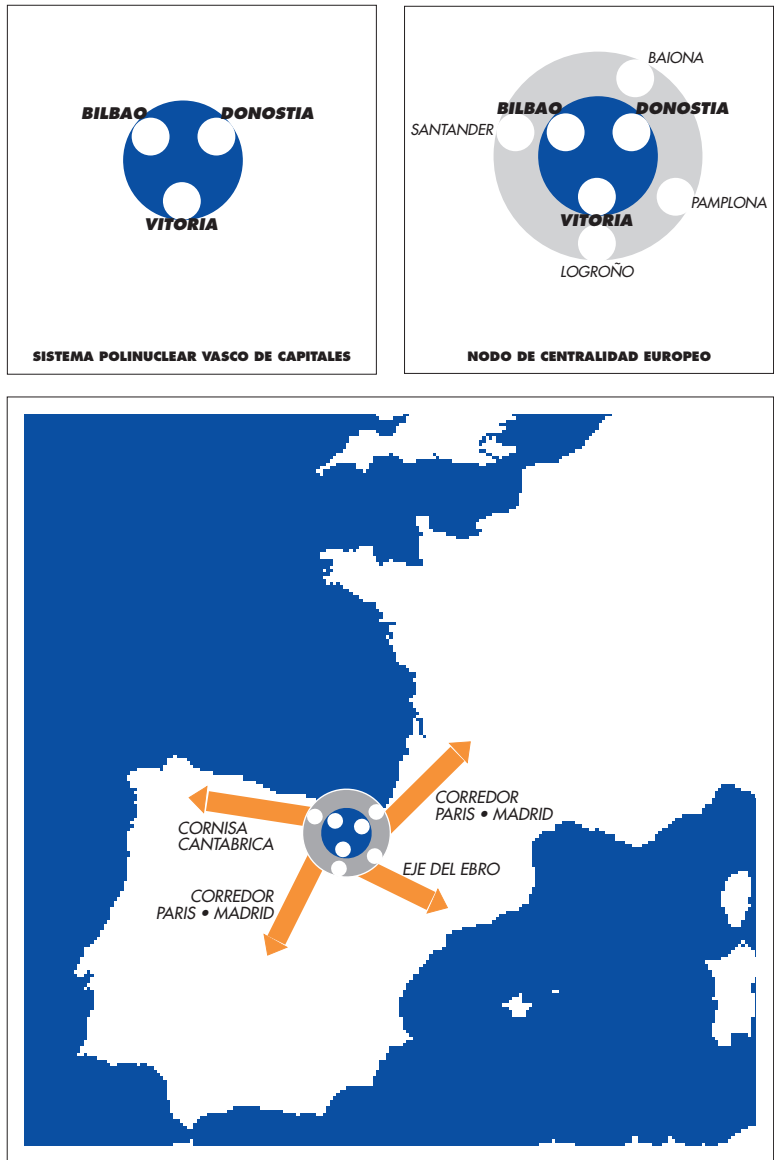 BILBAO
DONOSTIA
VITORIA
SISTEMA POLINUCLEAR VASCO DE CAPITALES
BAIONA
BILBAO
DONOSTIA
SANTANDER
PAMPLONA
VITORIA
LOGROÑO
NODO DE CENTRALIDAD EUROPEO
CORREDOR
PARIS • MADRID
CORNISA
CANTABRICA
EJE DEL EBRO
CORREDOR
PARIS • MADRID